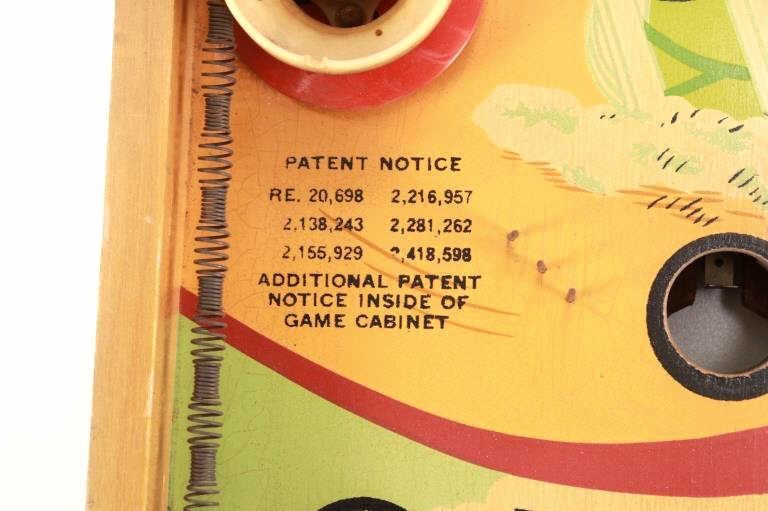 PATENT NOTICE
RE. 20,698 2,216,957
2,138,243 2,281,262
2,155,929 2,418,598
ADDITIONAL PATENT
NOTICE INSIDE OF
GAME CABINET